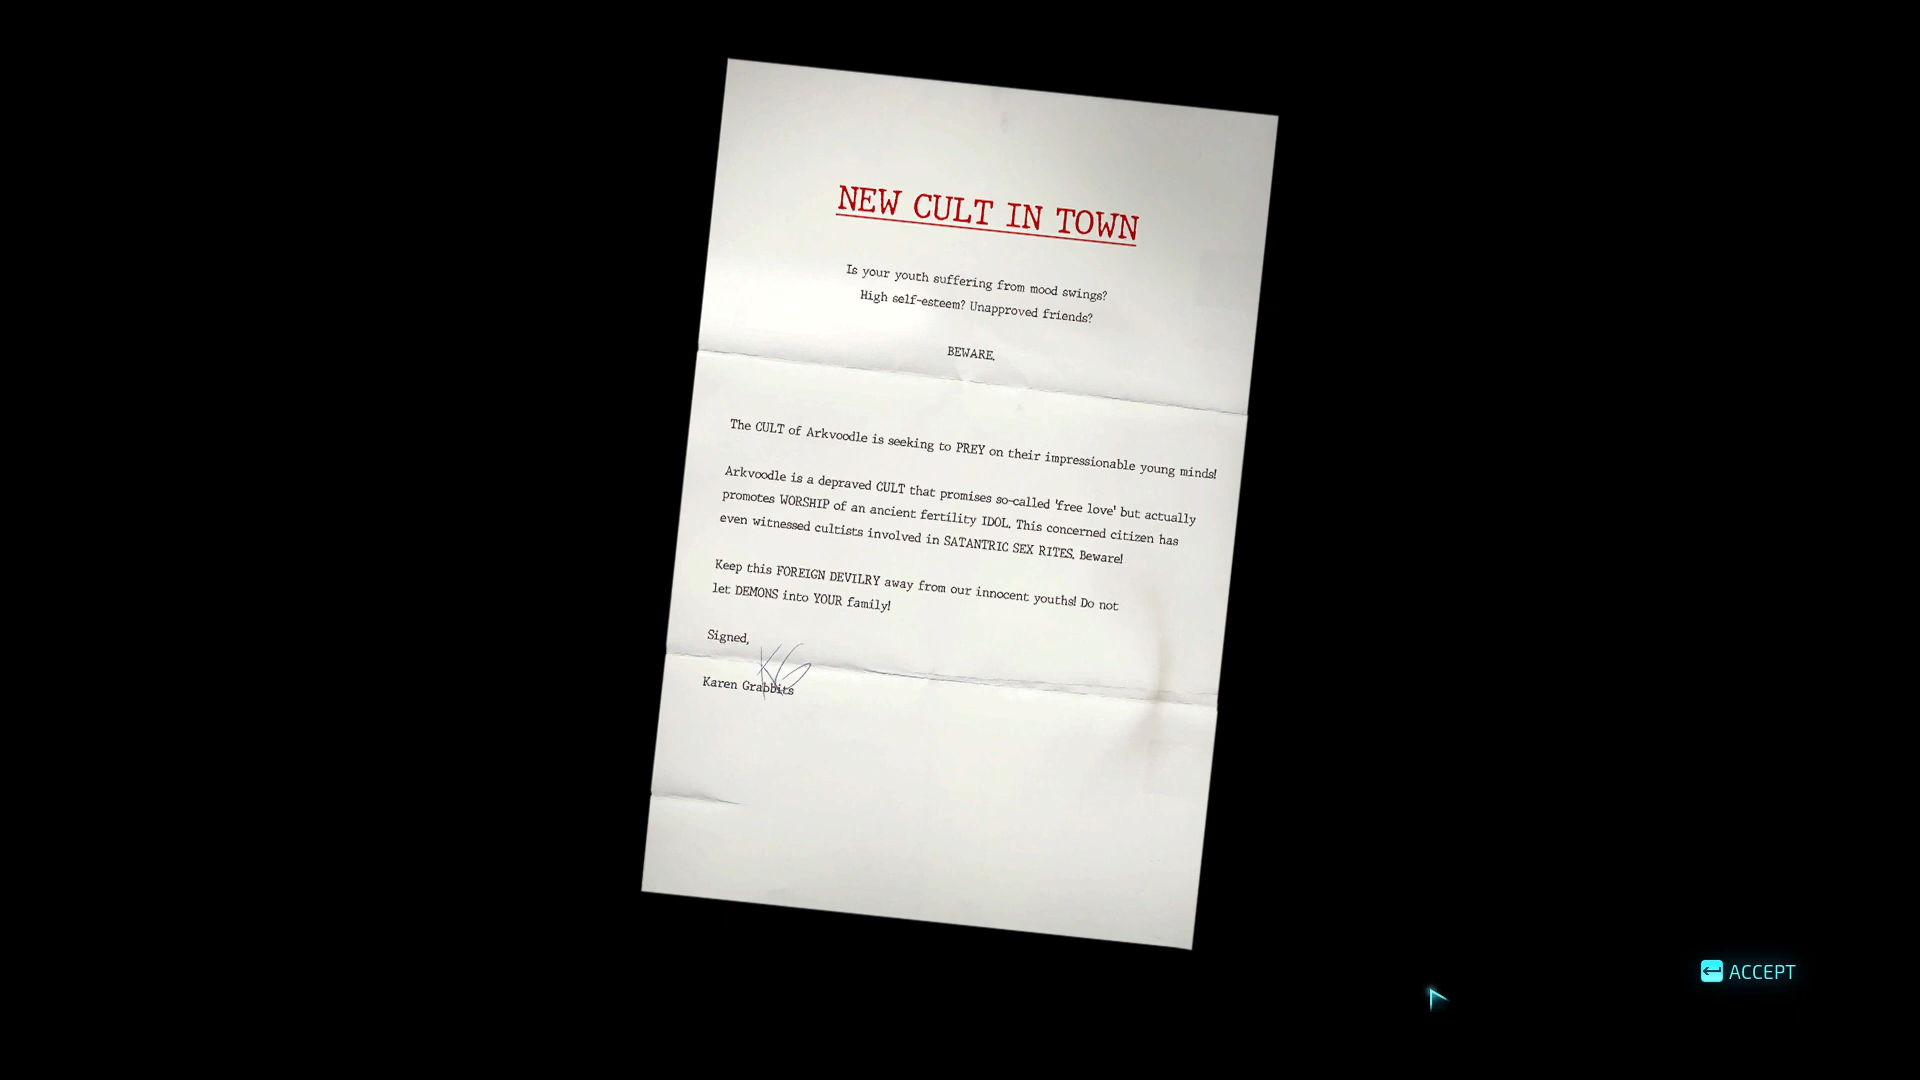 NEW CULT IN TOWN
Is your youth suffering from mood swings?
High self-esteem? Unapproved friends?
BEWARE.
The CULT of Arkvoodle is seeking to PREY on their impressionable young minds!
Arkvoodle is a depraved CULT that promises so-called 'free love' but actually
promotes WORSHIP of an ancient fertility IDOL. This concerned citizen has
even witnessed cultists involved in SATANTRIC SEX RITES. Beware!
Keep this FOREIGN DEVILRY away from our innocent youths! Do not
let DEMONS into YOUR family!
Signed,
KG
Karen Grabbits
ACCEPT